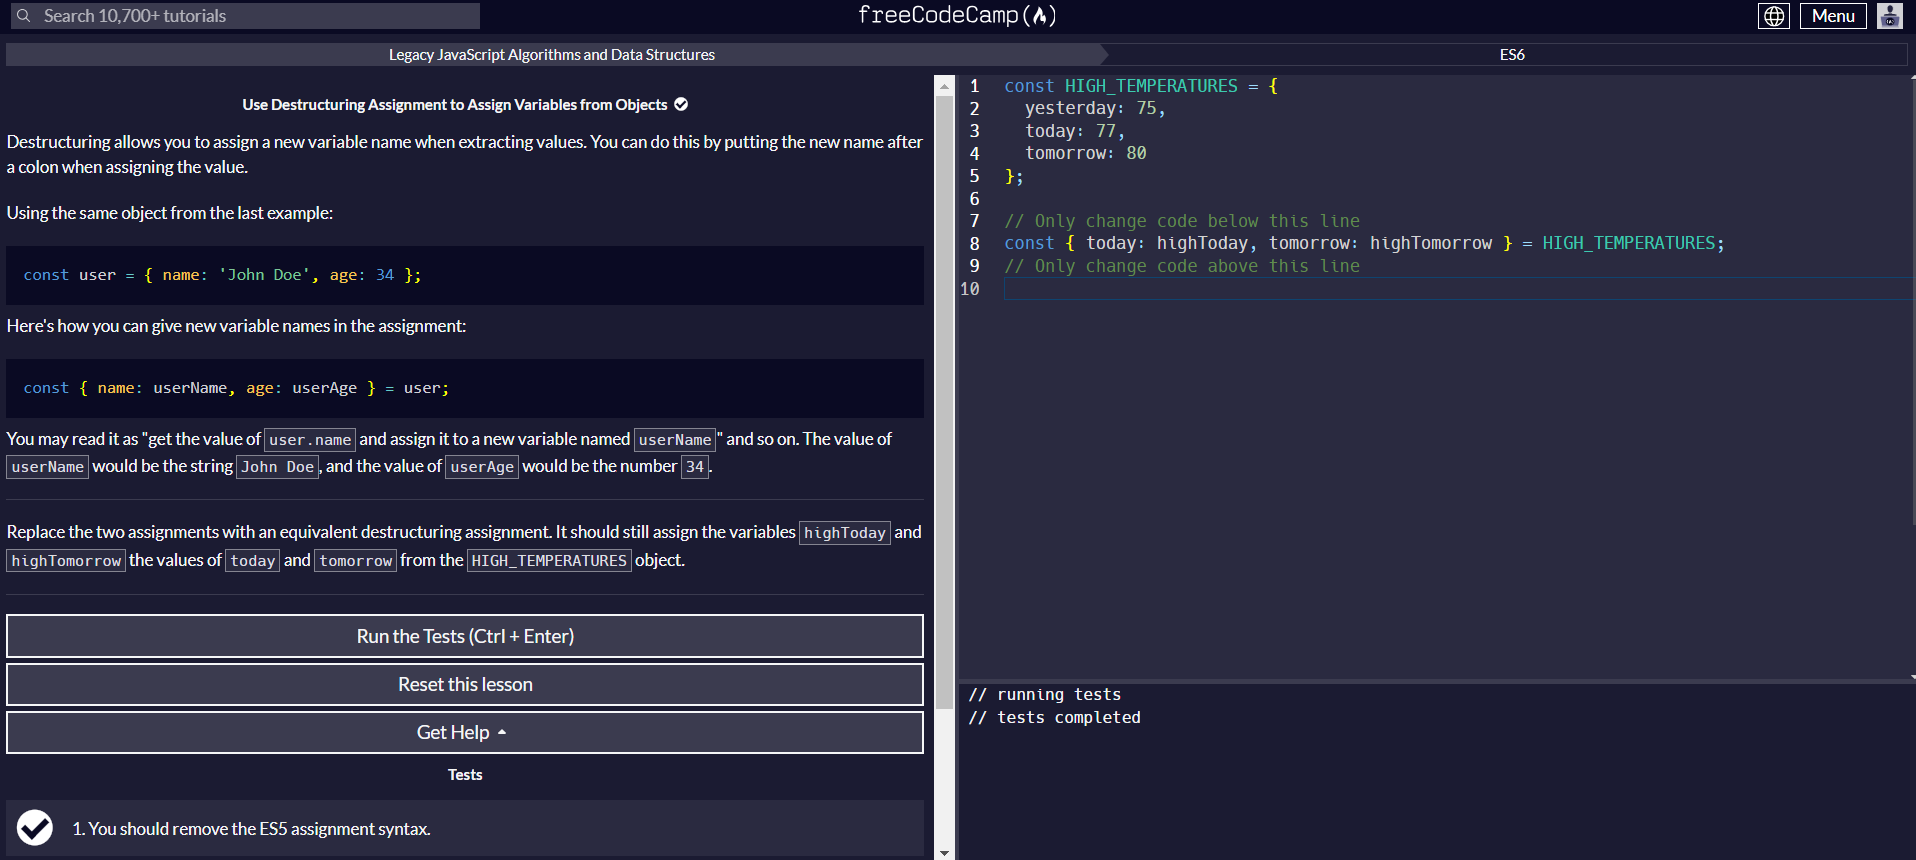 Search 10,700+ tutorials
freeCodeCamp
Menu
Legacy JavaScript Algorithms and Data Structures
ES6
Use Destructuring Assignment to Assign Variables from Objects
Destructuring allows you to assign a new variable name when extracting values. You can do this by putting the new name after
a colon when assigning the value.
Using the same object from the last example:
const user = { name: 'John Doe', age: 34 };
Here's how you can give new variable names in the assignment:
const { name: userName, age: userAge } = user;
You may read it as "get the value of user.name and assign it to a new variable named userName" and so on. The value of
userName would be the string John Doe, and the value of userAge would be the number 34.
Replace the two assignments with an equivalent destructuring assignment. It should still assign the variables highToday and
highTomorrow the values of today and tomorrow from the HIGH_TEMPERATURES object.
Run the Tests (Ctrl + Enter)
Reset this lesson
Get Help
Tests
1. You should remove the ES5 assignment syntax.
1 const HIGH_TEMPERATURES = {
2 yesterday: 75,
3 today: 77,
4 tomorrow: 80
5 };
6
7 // Only change code below this line
8 const { today: highToday, tomorrow: highTomorrow } = HIGH_TEMPERATURES;
9 // Only change code above this line
10
// running tests
// tests completed